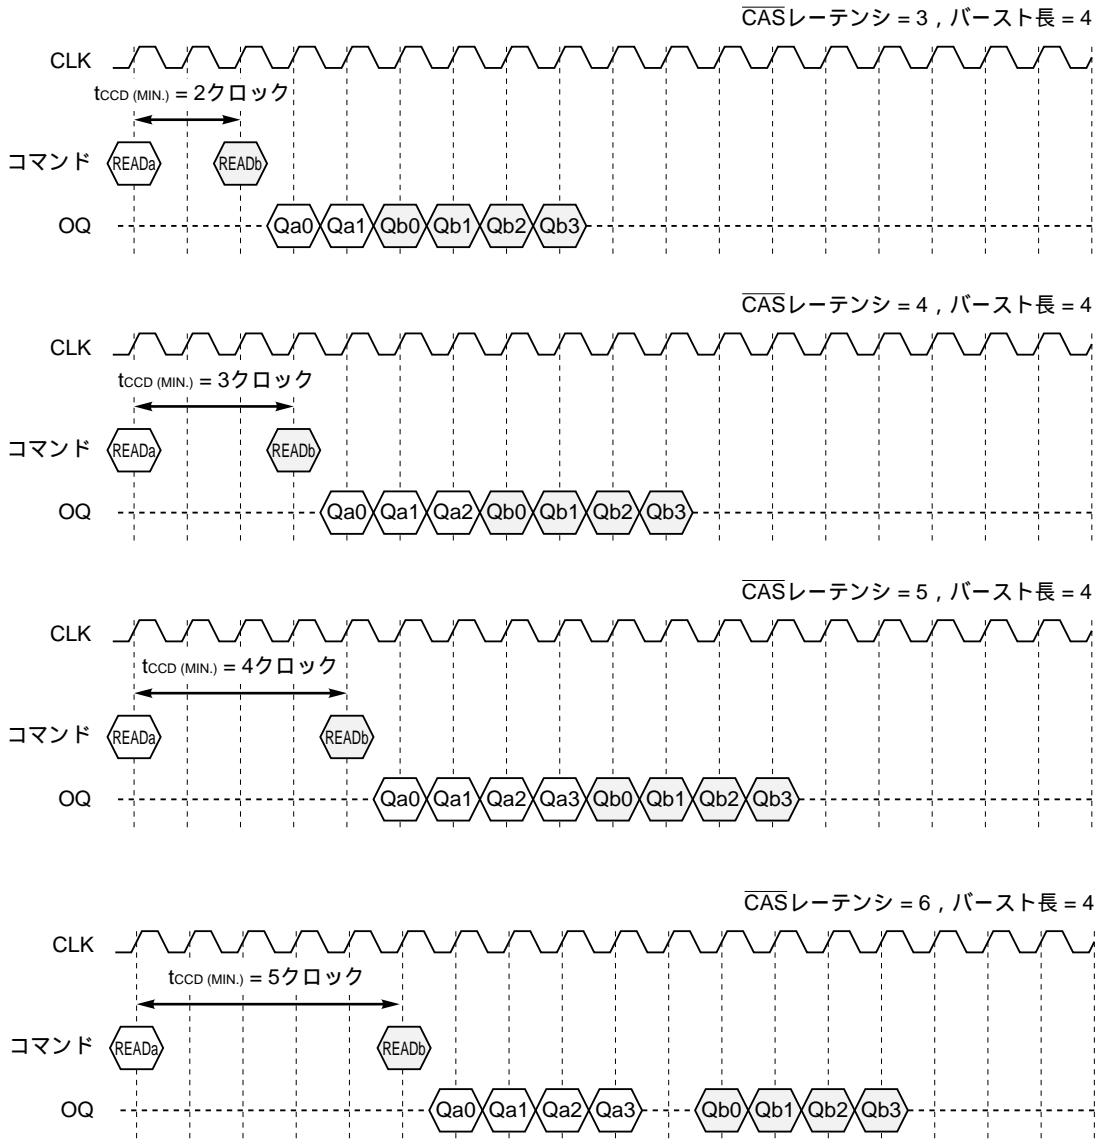 CASレーテンシ = 3 , バースト長 = 4
CLK
tCCD (MIN.) = 2クロック
コマンド READa READb
OQ Qa0 Qa1 Qb0 Qb1 Qb2 Qb3
CASレーテンシ = 4 , バースト長 = 4
CLK
tCCD (MIN.) = 3クロック
コマンド READa READb
OQ Qa0 Qa1 Qa2 Qb0 Qb1 Qb2 Qb3
CASレーテンシ = 5 , バースト長 = 4
CLK
tCCD (MIN.) = 4クロック
コマンド READa READb
OQ Qa0 Qa1 Qa2 Qa3 Qb0 Qb1 Qb2 Qb3
CASレーテンシ = 6 , バースト長 = 4
CLK
tCCD (MIN.) = 5クロック
コマンド READa READb
OQ Qa0 Qa1 Qa2 Qa3 Qb0 Qb1 Qb2 Qb3